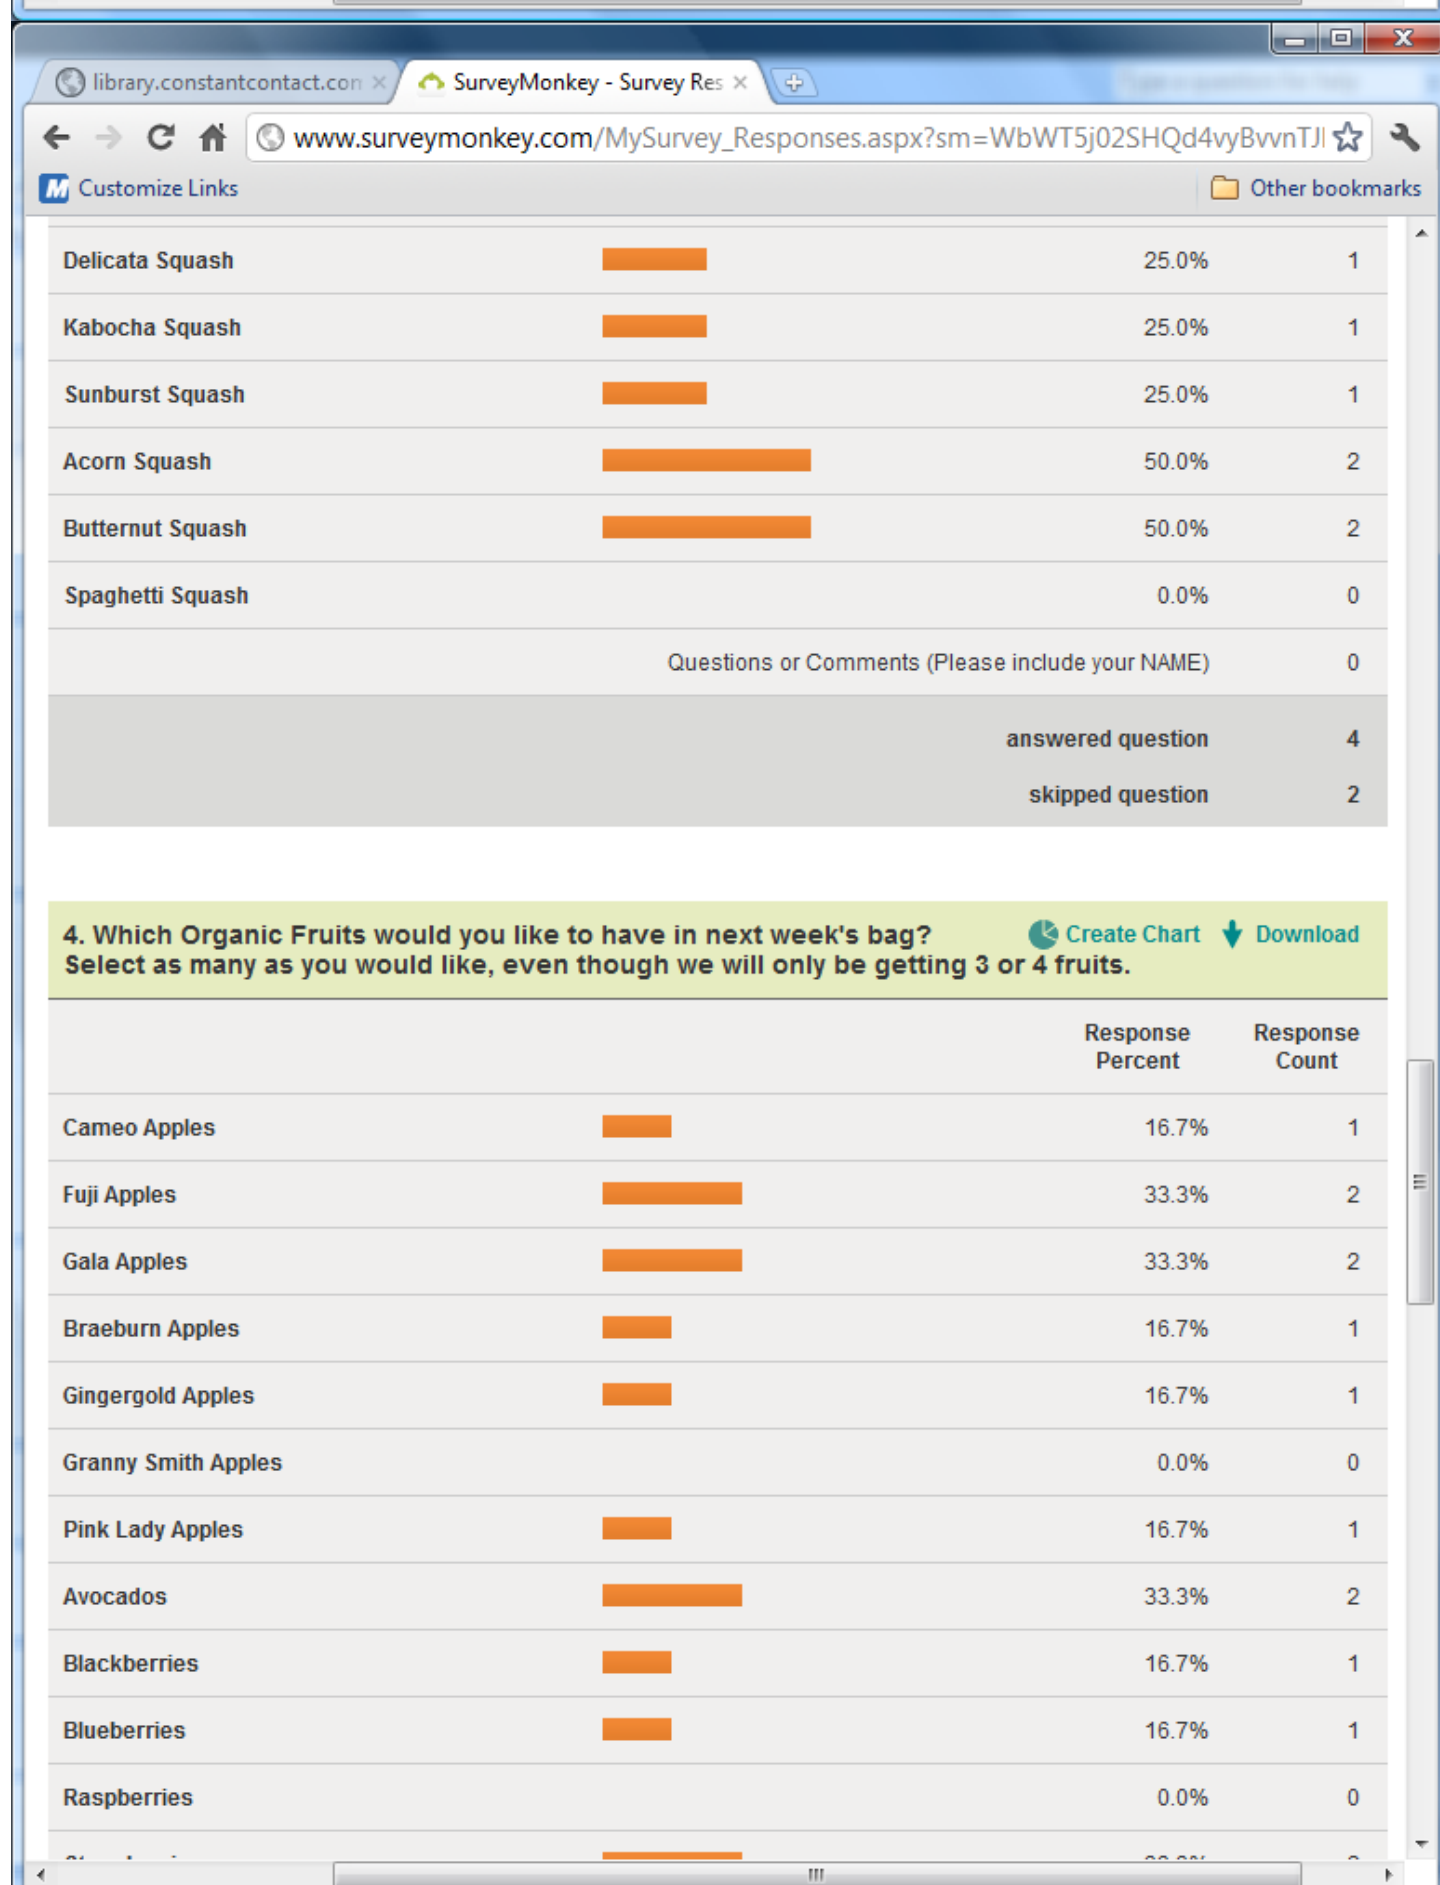 library.constantcontact.con
SurveyMonkey - Survey Res
www.surveymonkey.com/MySurvey_Responses.aspx?sm=WbWT5j02SHQd4vyBvvnTJ
Customize Links Other bookmarks
Delicata Squash 25.0% 1
Kabocha Squash 25.0% 1
Sunburst Squash 25.0% 1
Acorn Squash 50.0% 2
Butternut Squash 50.0% 2
Spaghetti Squash 0.0% 0
Questions or Comments (Please include your NAME) 0
answered question 4
skipped question 2
4. Which Organic Fruits would you like to have in next week's bag? Create Chart Download
Select as many as you would like, even though we will only be getting 3 or 4 fruits.
Response Response
Percent Count
Cameo Apples 16.7% 1
Fuji Apples 33.3% 2
Gala Apples 33.3% 2
Braeburn Apples 16.7% 1
Gingergold Apples 16.7% 1
Granny Smith Apples 0.0% 0
Pink Lady Apples 16.7% 1
Avocados 33.3% 2
Blackberries 16.7% 1
Blueberries 16.7% 1
Raspberries 0.0% 0